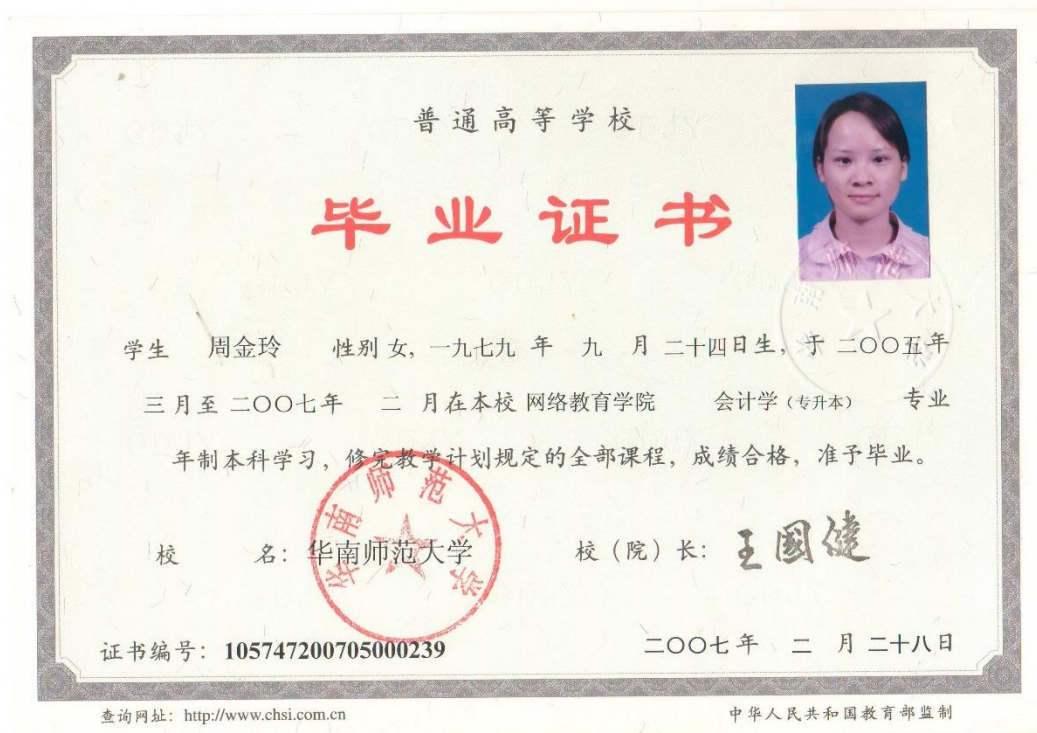 普通高等学校
毕业证书
学生 周金玲 性别 女, 一九七九 年 九 月 二十四日生, 于 二〇〇五年
三月至 二〇〇七年 二 月在本校 网络教育学院 会计学（专升本） 专业
年制本科学习，修完教学计划规定的全部课程，成绩合格，准予毕业。
华南师范大学
校 名：华南师范大学 校（院）长：王國健
证书编号：105747200705000239 二〇〇七年 二 月 二十八日
查询网址：http://www.chsi.com.cn 中华人民共和国教育部监制